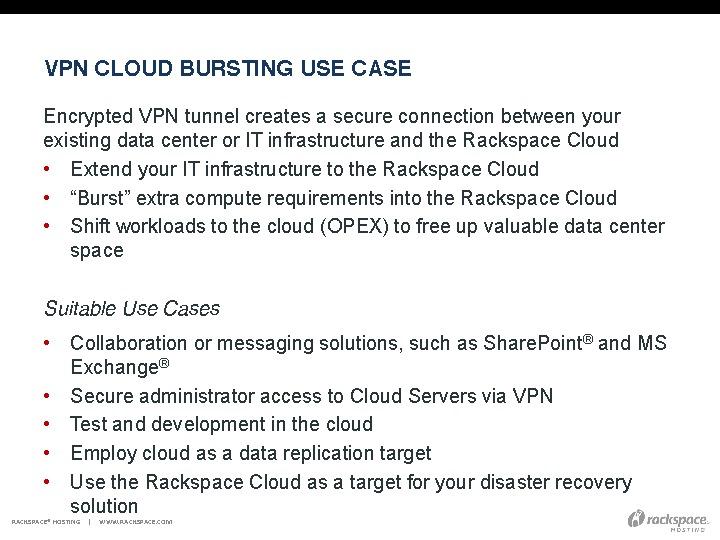 VPN CLOUD BURSTING USE CASE
Encrypted VPN tunnel creates a secure connection between your
existing data center or IT infrastructure and the Rackspace Cloud
• Extend your IT infrastructure to the Rackspace Cloud
• “Burst” extra compute requirements into the Rackspace Cloud
• Shift workloads to the cloud (OPEX) to free up valuable data center
space
Suitable Use Cases
• Collaboration or messaging solutions, such as SharePoint® and MS
Exchange®
• Secure administrator access to Cloud Servers via VPN
• Test and development in the cloud
• Employ cloud as a data replication target
• Use the Rackspace Cloud as a target for your disaster recovery
solution
RACKSPACE® HOSTING | WWW.RACKSPACE.COM
rackspace.
HOSTING